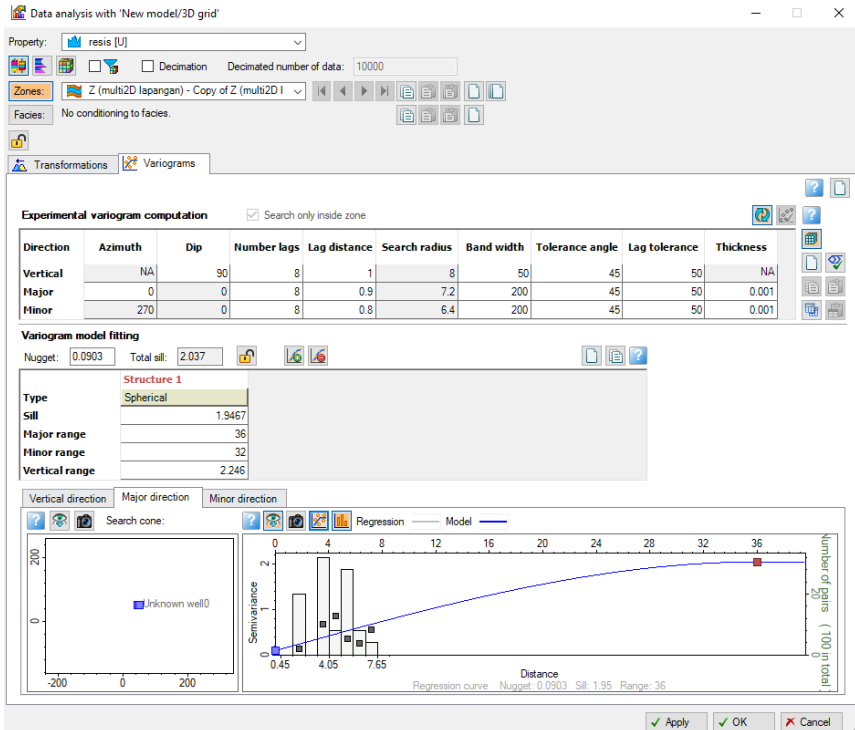 Data analysis with 'New model/3D grid'
Property: resis [U]
Decimation Decimated number of data: 10000
Zones: Z (multi2D lapangan) - Copy of Z (multi2D l
Facies: No conditioning to facies.
Transformations Variograms
Experimental variogram computation Search only inside zone
Direction Azimuth Dip Number lags Lag distance Search radius Band width Tolerance angle Lag tolerance Thickness
Vertical NA 90 8 1 8 50 45 50 NA
Major 0 0 8 0.9 7.2 200 45 50 0.001
Minor 270 0 8 0.8 6.4 200 45 50 0.001
Variogram model fitting
Nugget: 0.0903 Total sill: 2.037
Structure 1
Type Spherical
Sill 1.9467
Major range 36
Minor range 32
Vertical range 2.246
Vertical direction Major direction Minor direction
Search cone:
Regression Model
200
0
-200 0 200
Unknown well0
0 4 8 12 16 20 24 28 32 36
Semivariance
0 1 2
0.45 4.05 7.65
Distance
Number of pairs (100 in total
0 20
Regression curve Nugget: 0.0903 Sill: 1.95 Range: 36
Apply OK Cancel